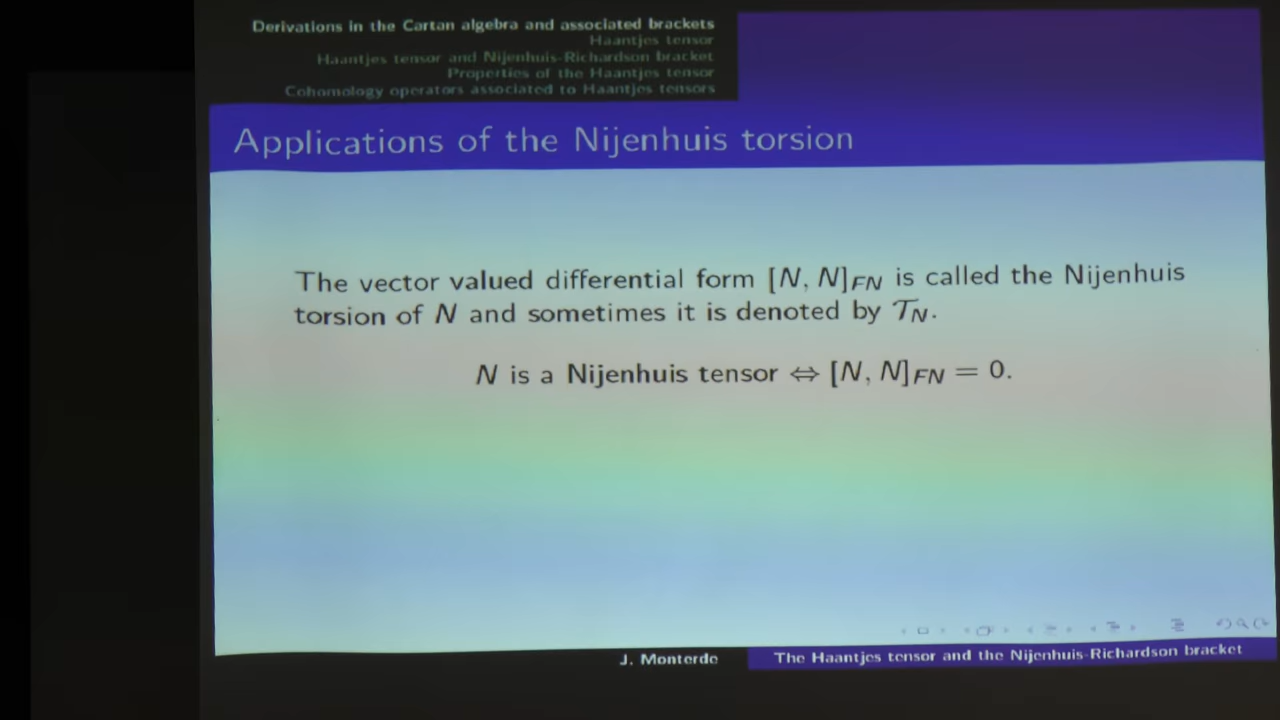 Derivations in the Cartan algebra and associated brackets
Haantjes tensor
Haantjes tensor and Nijenhuis-Richardson bracket
Properties of the Haantjes tensor
Cohomology operators associated to Haantjes tensors
Applications of the Nijenhuis torsion
The vector valued differential form [N, N]_FN is called the Nijenhuis
torsion of N and sometimes it is denoted by 𝒯_N.
N is a Nijenhuis tensor ⇔ [N, N]_FN = 0.
J. Monterde
The Haantjes tensor and the Nijenhuis-Richardson bracket